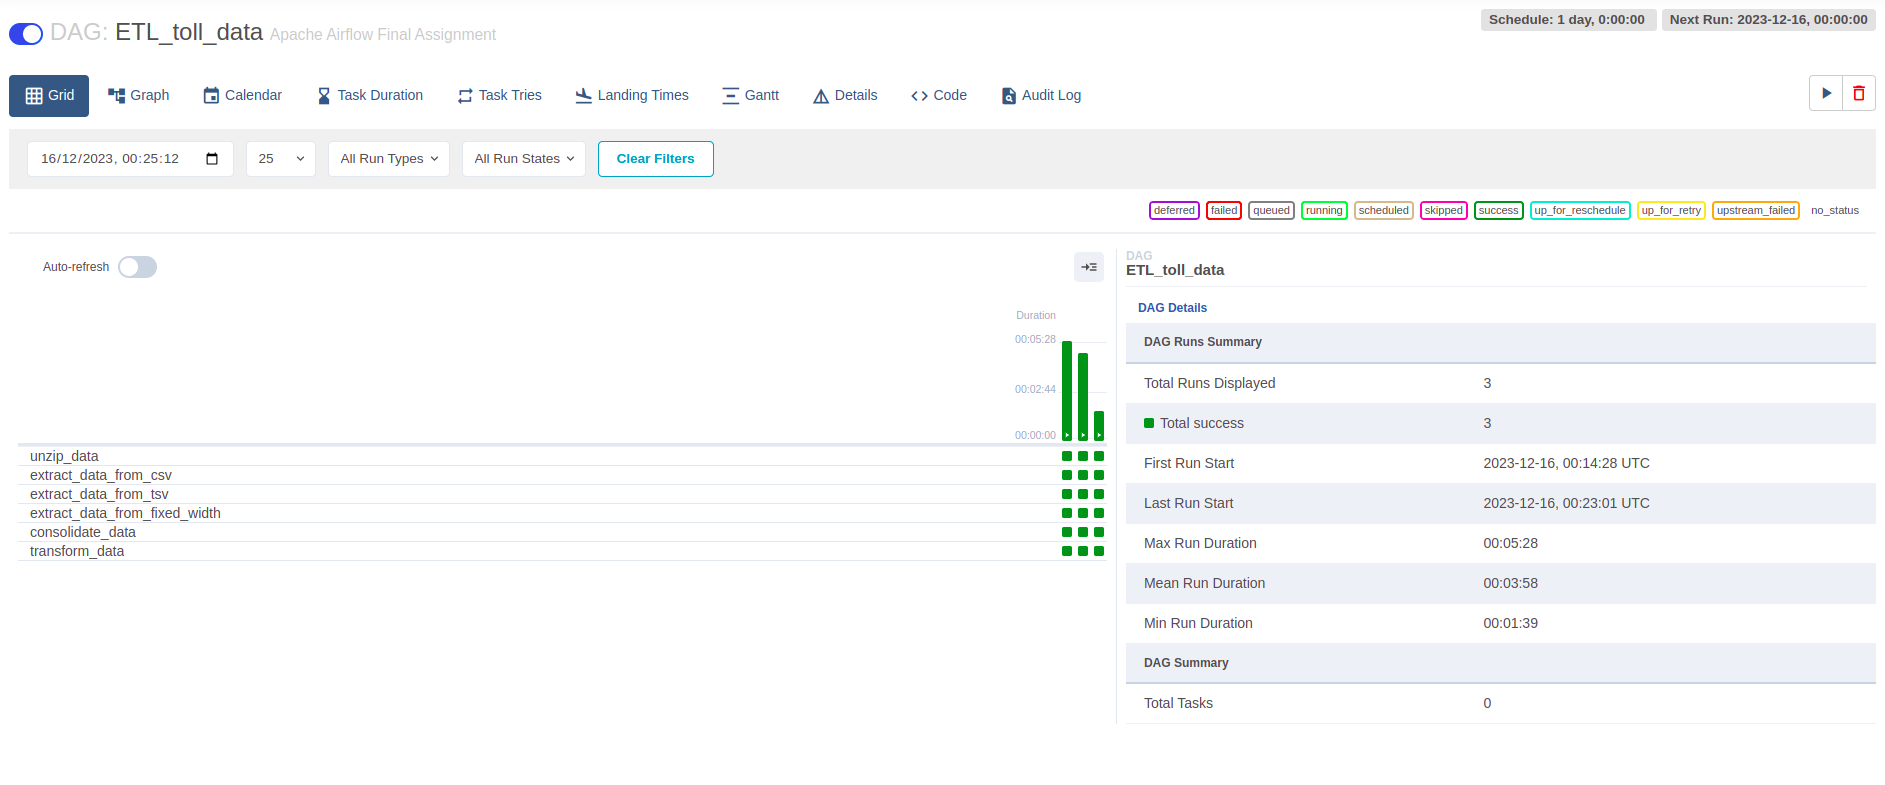 DAG: ETL_toll_data Apache Airflow Final Assignment
Schedule: 1 day, 0:00:00 Next Run: 2023-12-16, 00:00:00
Grid Graph Calendar Task Duration Task Tries Landing Times Gantt Details Code Audit Log
16/12/2023, 00:25:12 25 All Run Types All Run States Clear Filters
deferred failed queued running scheduled skipped success up_for_reschedule up_for_retry upstream_failed no_status
Auto-refresh
Duration
00:05:28
00:02:44
00:00:00
unzip_data
extract_data_from_csv
extract_data_from_tsv
extract_data_from_fixed_width
consolidate_data
transform_data
DAG
ETL_toll_data
DAG Details
DAG Runs Summary
Total Runs Displayed 3
Total success 3
First Run Start 2023-12-16, 00:14:28 UTC
Last Run Start 2023-12-16, 00:23:01 UTC
Max Run Duration 00:05:28
Mean Run Duration 00:03:58
Min Run Duration 00:01:39
DAG Summary
Total Tasks 0